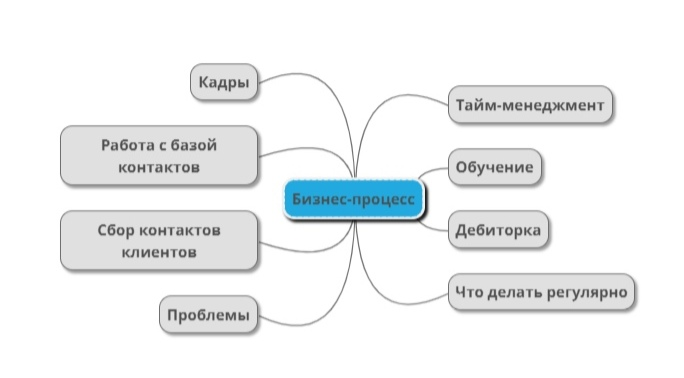 Кадры
Тайм-менеджмент
Работа с базой
контактов
Обучение
Бизнес-процесс
Сбор контактов
клиентов
Дебиторка
Что делать регулярно
Проблемы